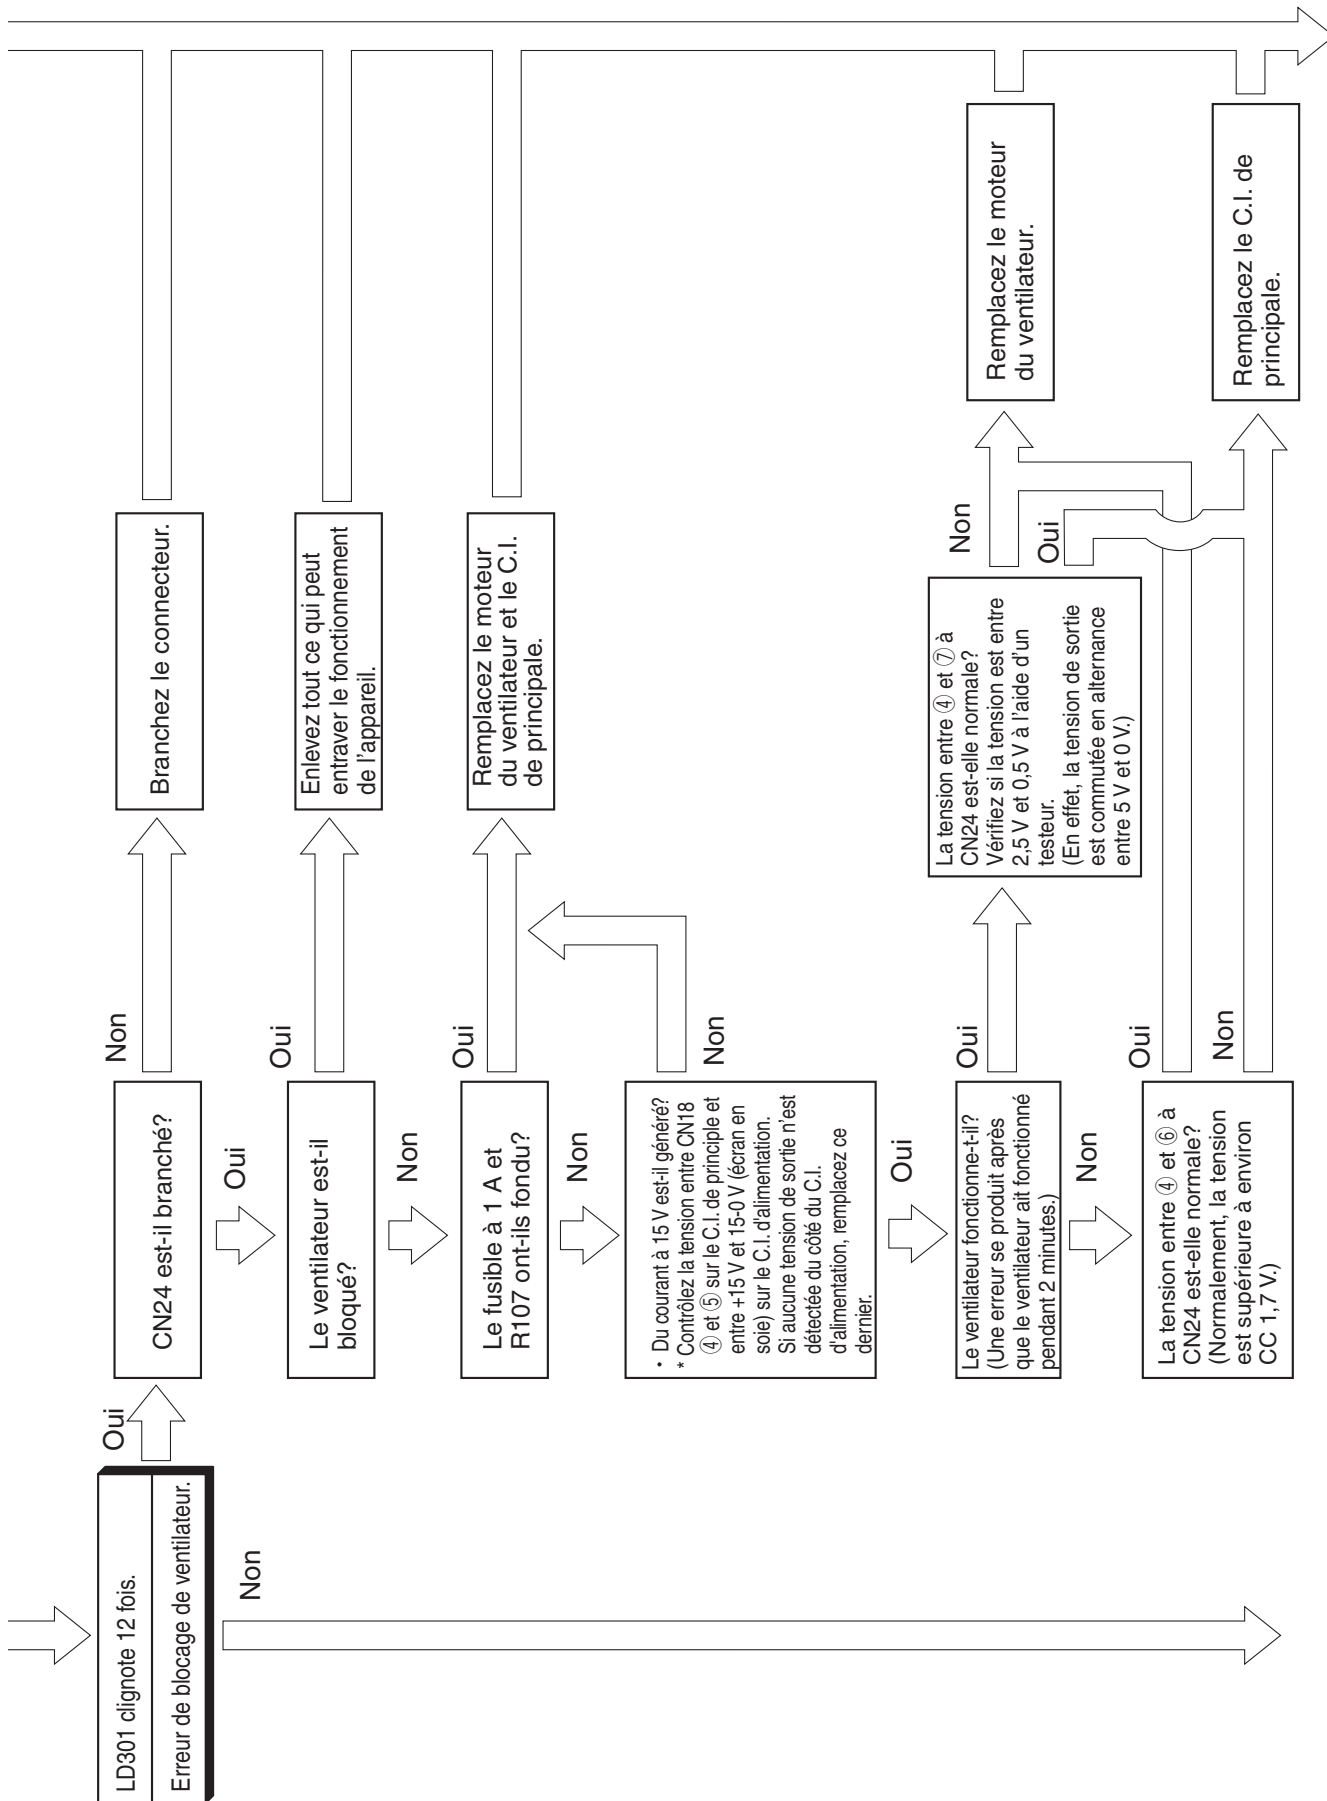 LD301 clignote 12 fois.
Erreur de blocage de ventilateur.
Non
Oui
CN24 est-il branché?
Non
Branchez le connecteur.
Oui
Le ventilateur est-il
bloqué?
Oui
Enlevez tout ce qui peut
entraver le fonctionnement
de l'appareil.
Non
Le fusible à 1 A et
R107 ont-ils fondu?
Oui
Remplacez le moteur
du ventilateur et le C.I.
de principale.
Non
• Du courant à 15 V est-il généré?
* Contrôlez la tension entre CN18
④ et ⑤ sur le C.I. de principle et
entre +15 V et 15-0 V (écran en
soie) sur le C.I. d'alimentation.
Si aucune tension de sortie n'est
détectée du côté du C.I.
d'alimentation, remplacez ce
dernier.
Non
Oui
Le ventilateur fonctionne-t-il?
(Une erreur se produit après
que le ventilateur ait fonctionné
pendant 2 minutes.)
Oui
La tension entre ④ et ⑦ à
CN24 est-elle normale?
Vérifiez si la tension est entre
2,5 V et 0,5 V à l'aide d'un
testeur.
(En effet, la tension de sortie
est commutée en alternance
entre 5 V et 0 V.)
Non
Remplacez le moteur
du ventilateur.
Oui
Non
La tension entre ④ et ⑥ à
CN24 est-elle normale?
(Normalement, la tension
est supérieure à environ
CC 1,7 V.)
Oui
Non
Remplacez le C.I. de
principale.